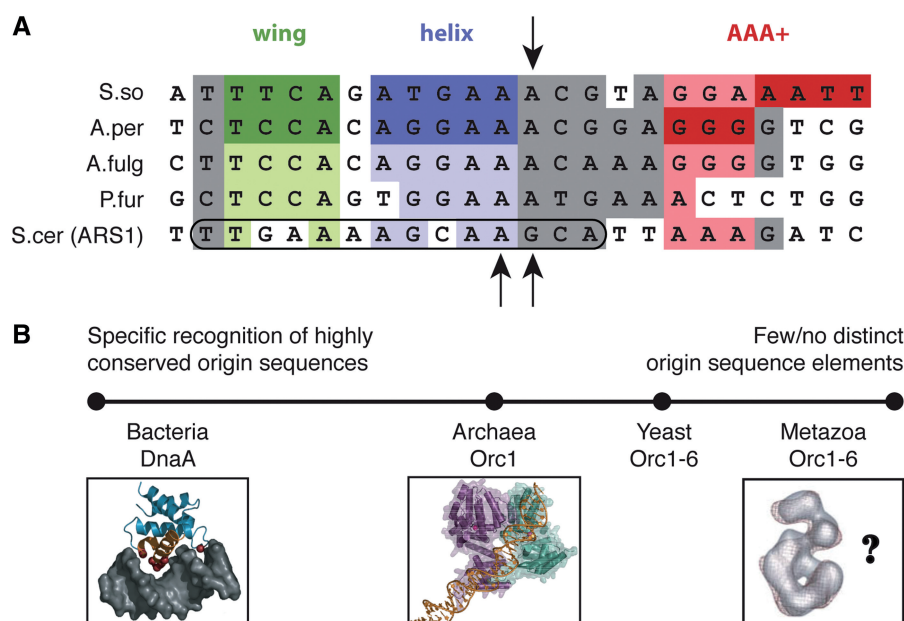 A
wing helix AAA+
S.so A T T T C A G A T G A A A C G T A G G A A A T T
A.per T C T C C A C A G G A A A C G G A G G G G T C G
A.fulg C T T C C A C A G G A A A C A A A G G G G T G G
P.fur G C T C C A G T G G A A A T G A A A C T C T G G
S.cer (ARS1) T T T G A A A A G C A A G C A T T A A A G A T C
B
Specific recognition of highly
conserved origin sequences
Few/no distinct
origin sequence elements
Bacteria
DnaA
Archaea
Orc1
Yeast
Orc1-6
Metazoa
Orc1-6
?